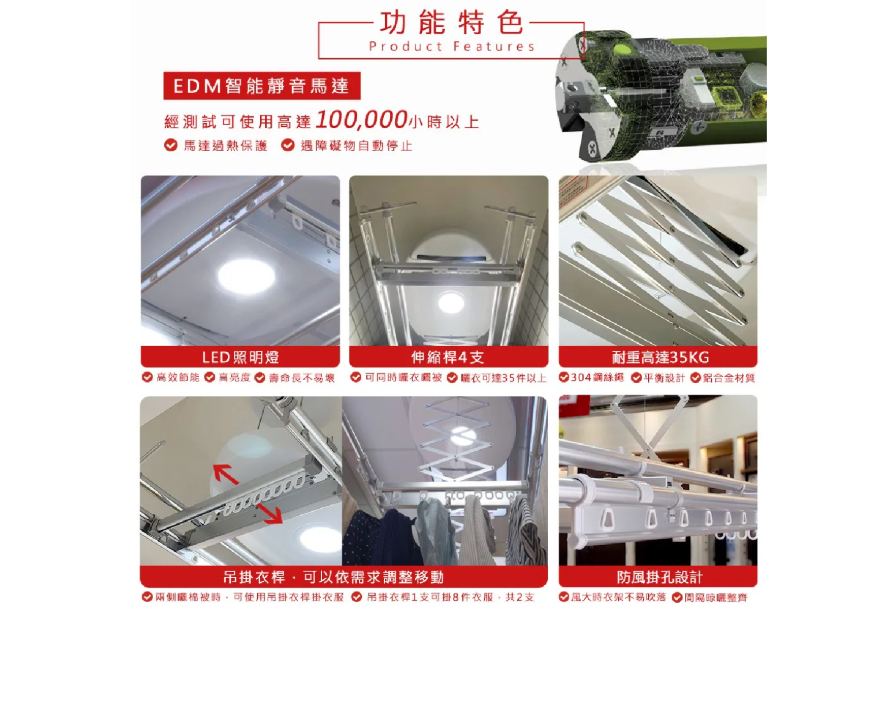 功能特色
Product Features
EDM智能靜音馬達
經測試可使用高達100,000小時以上
馬達過熱保護 遇障礙物自動停止
LED照明燈
高效節能 高亮度 壽命長不易壞
伸縮桿4支
可同時曬衣曬被 曬衣可達35件以上
耐重高達35KG
304鋼絲繩 平衡設計 鋁合金材質
吊掛衣桿，可以依需求調整移動
兩側曬棉被時，可使用吊掛衣桿掛衣服 吊掛衣桿1支可掛8件衣服，共2支
防風掛孔設計
風大時衣架不易吹落 間隔晾曬整齊